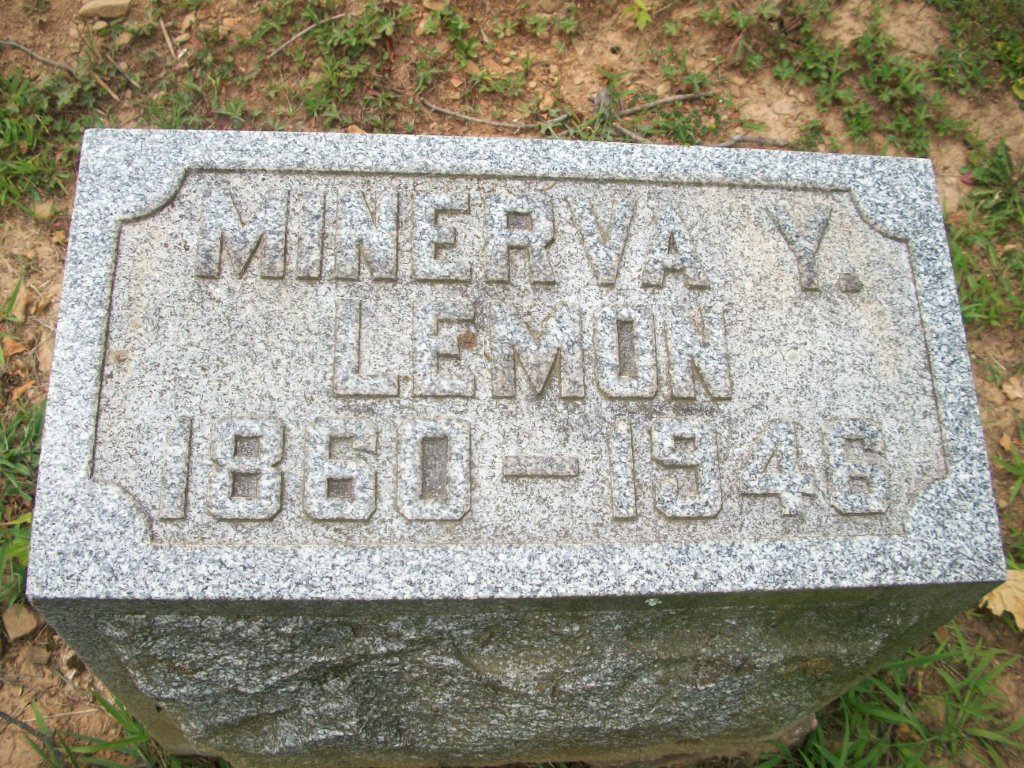 MINERVA Y.
LEMON
1860-1946